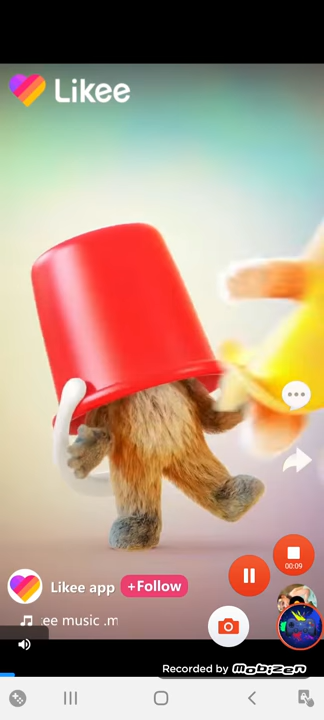 Likee
00:09
Likee app +Follow
ee music .m
Recorded by mobizen